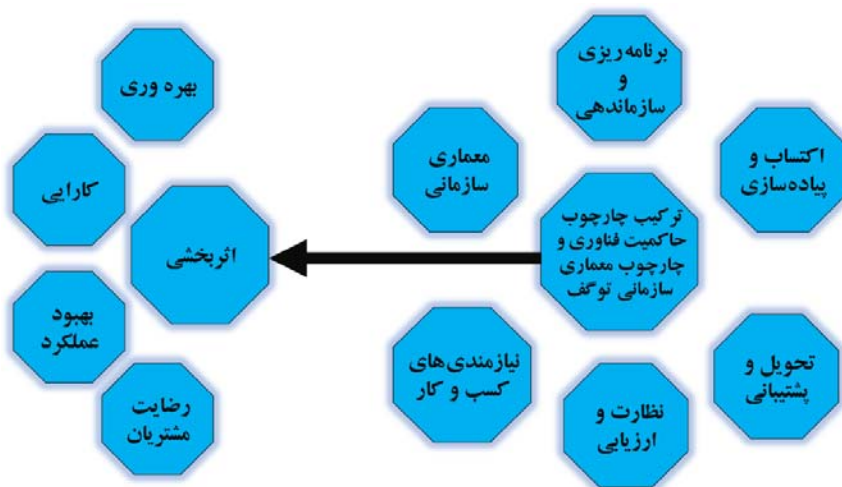 برنامه‌ریزی
و
سازماندهی
اکتساب و
پیاده‌سازی
معماری
سازمانی
ترکیب چارچوب
حاکمیت فناوری و
چارچوب معماری
سازمانی توگف
تحویل و
پشتیبانی
نیازمندی‌های
کسب و کار
نظارت و
ارزیابی
بهره وری
کارایی
اثربخشی
بهبود
عملکرد
رضایت
مشتریان